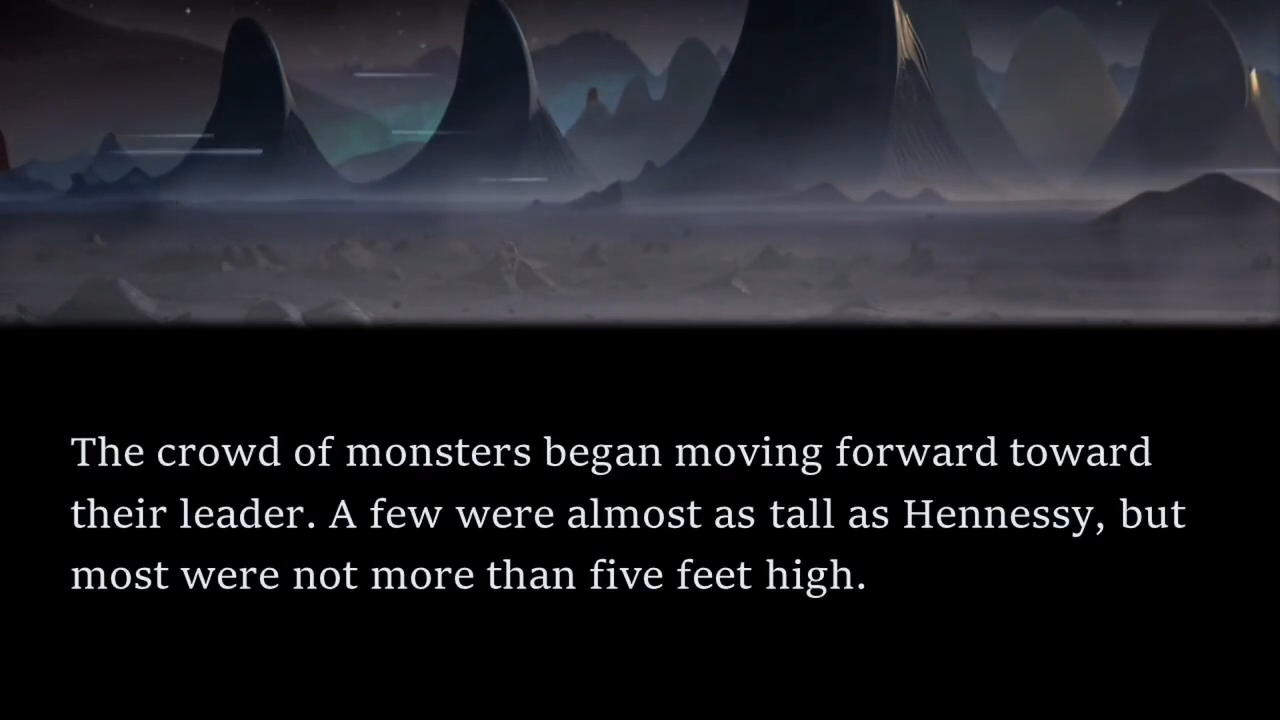 The crowd of monsters began moving forward toward
their leader. A few were almost as tall as Hennessy, but
most were not more than five feet high.